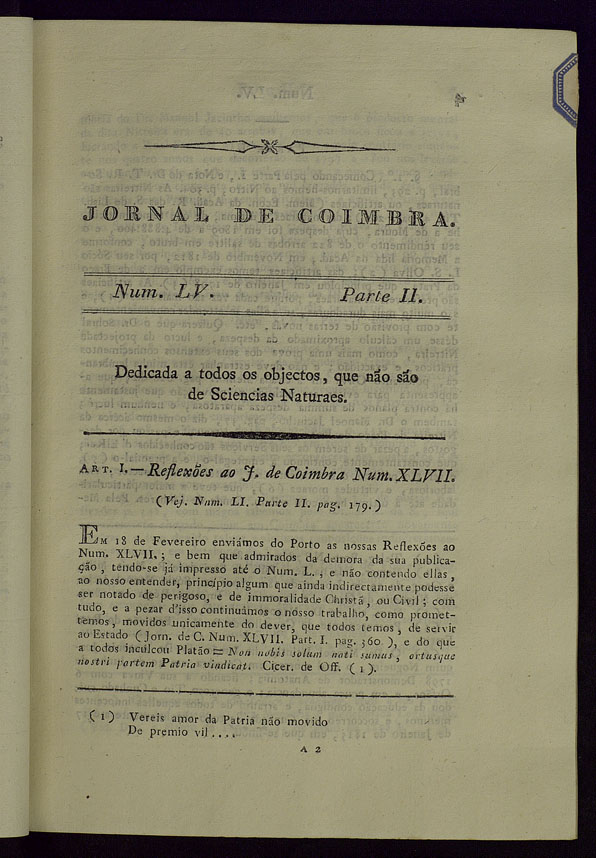 JORNAL DE COIMBRA.
Num. LV. Parte II.
Dedicada a todos os objectos, que não são
de Sciencias Naturaes.
ART. I.—Reflexões ao J. de Coimbra Num. XLVII.
(Vej. Num. LI. Parte II. pag. 179.)
EM 18 de Fevereiro enviámos do Porto as nossas Reflexões ao
Num. XLVII.; e bem que admirados da demora da sua publica-
ção, tendo-se já impresso até o Num. L., e não contendo ellas,
ao nosso entender, princípio algum que ainda indirectamente podesse
ser notado de perigoso, e de immoralidade Christã, ou Civil; com
tudo, e a pezar d'isso continuámos o nosso trabalho, como promet-
temos, movidos unicamente do dever, que todos temos, de servir
ao Estado (Jorn. de C. Num. XLVII. Part. I. pag. 360), e do que
a todos inculcou Platão = Non nobis solum nati sumus, ortusque
nostri partem Patria vindicat. Cicer. de Off. (1).
(1) Vereis amor da Patria não movido
De premio vil....
A 2